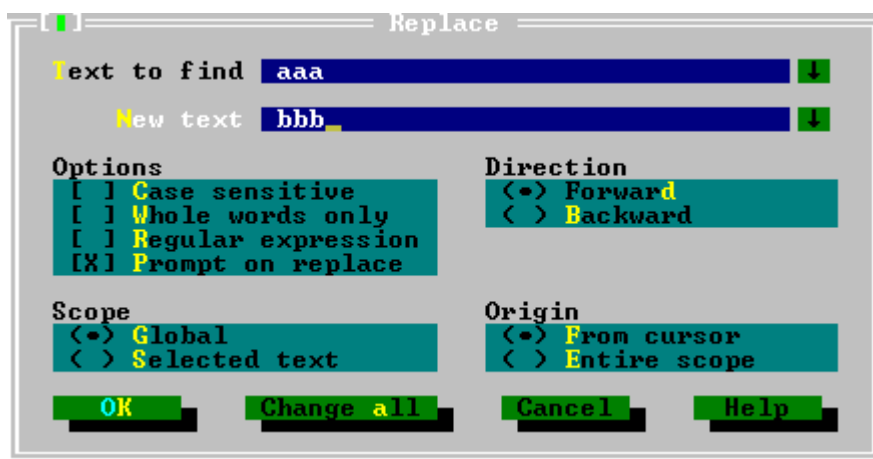 Replace
Text to find aaa
New text bbb_
Options
[ ] Case sensitive
[ ] Whole words only
[ ] Regular expression
[X] Prompt on replace
Direction
(•) Forward
( ) Backward
Scope
(•) Global
( ) Selected text
Origin
(•) From cursor
( ) Entire scope
OK Change all Cancel Help